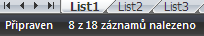 List1 List2 List3
Připraven 8 z 18 záznamů nalezeno